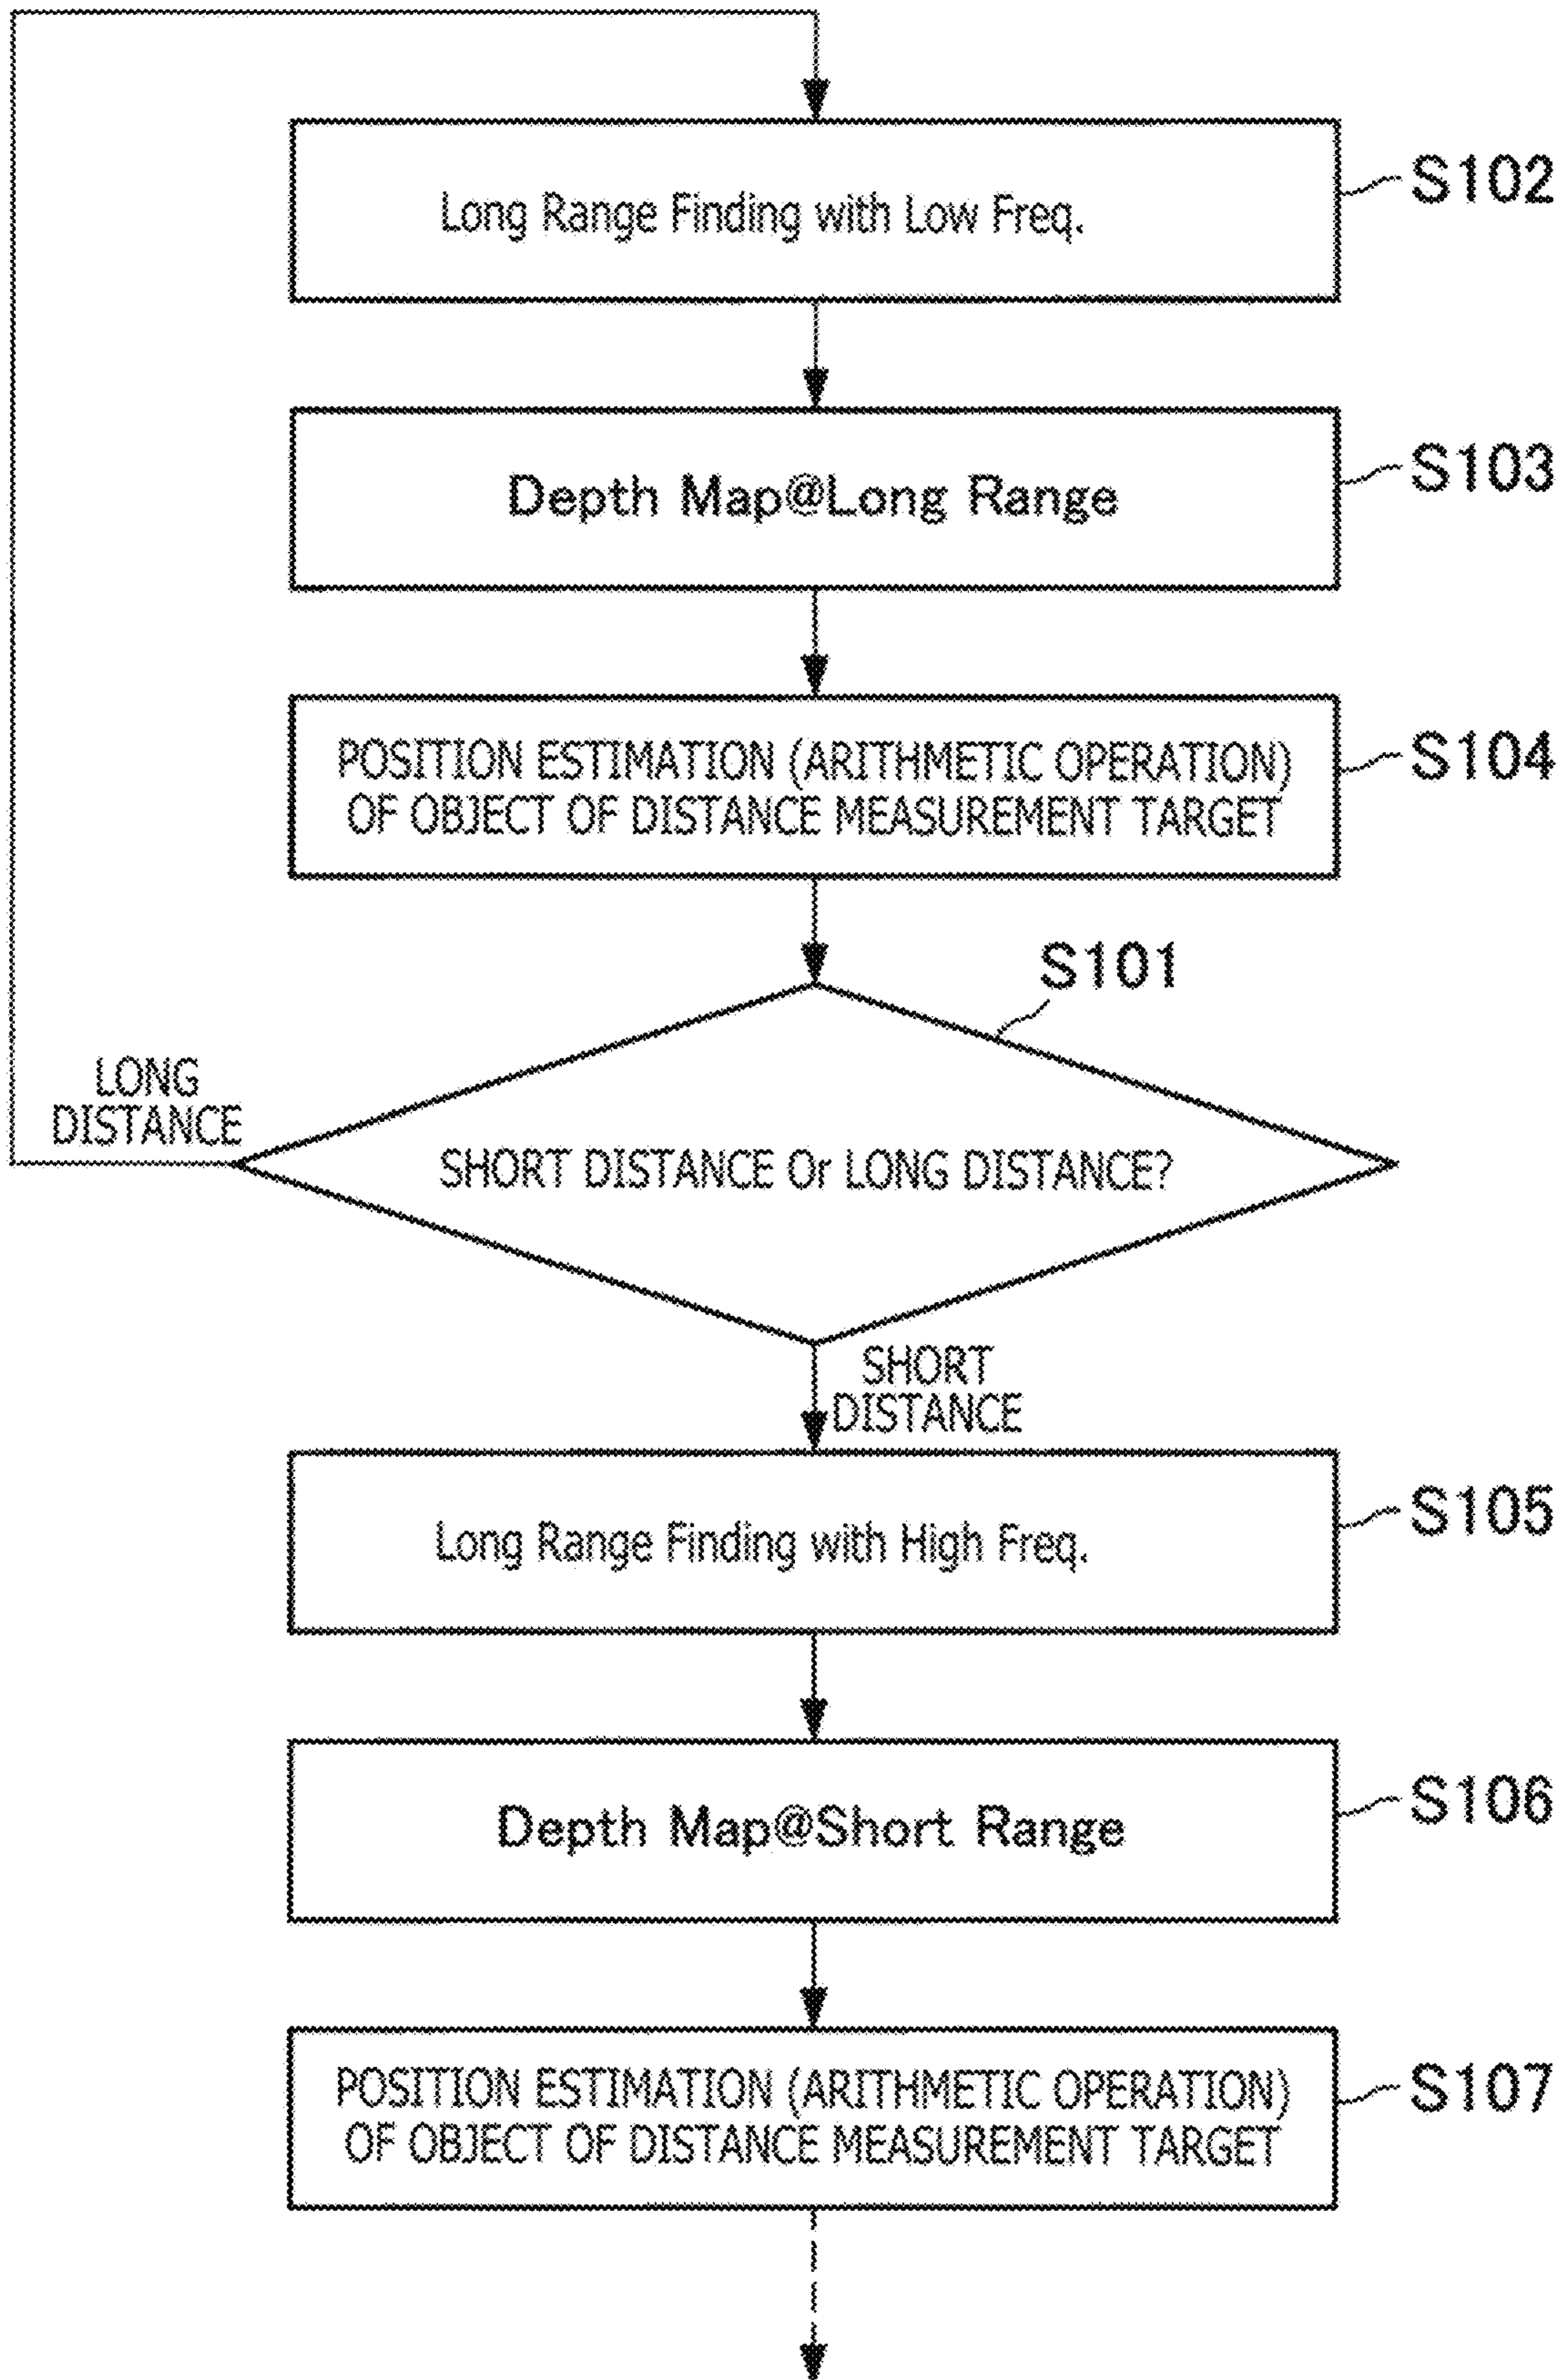 Long Range Finding with Low Freq.
S102
Depth Map@Long Range
S103
POSITION ESTIMATION (ARITHMETIC OPERATION)
OF OBJECT OF DISTANCE MEASUREMENT TARGET
S104
S101
LONG
DISTANCE
SHORT DISTANCE Or LONG DISTANCE?
SHORT
DISTANCE
Long Range Finding with High Freq.
S105
Depth Map@Short Range
S106
POSITION ESTIMATION (ARITHMETIC OPERATION)
OF OBJECT OF DISTANCE MEASUREMENT TARGET
S107